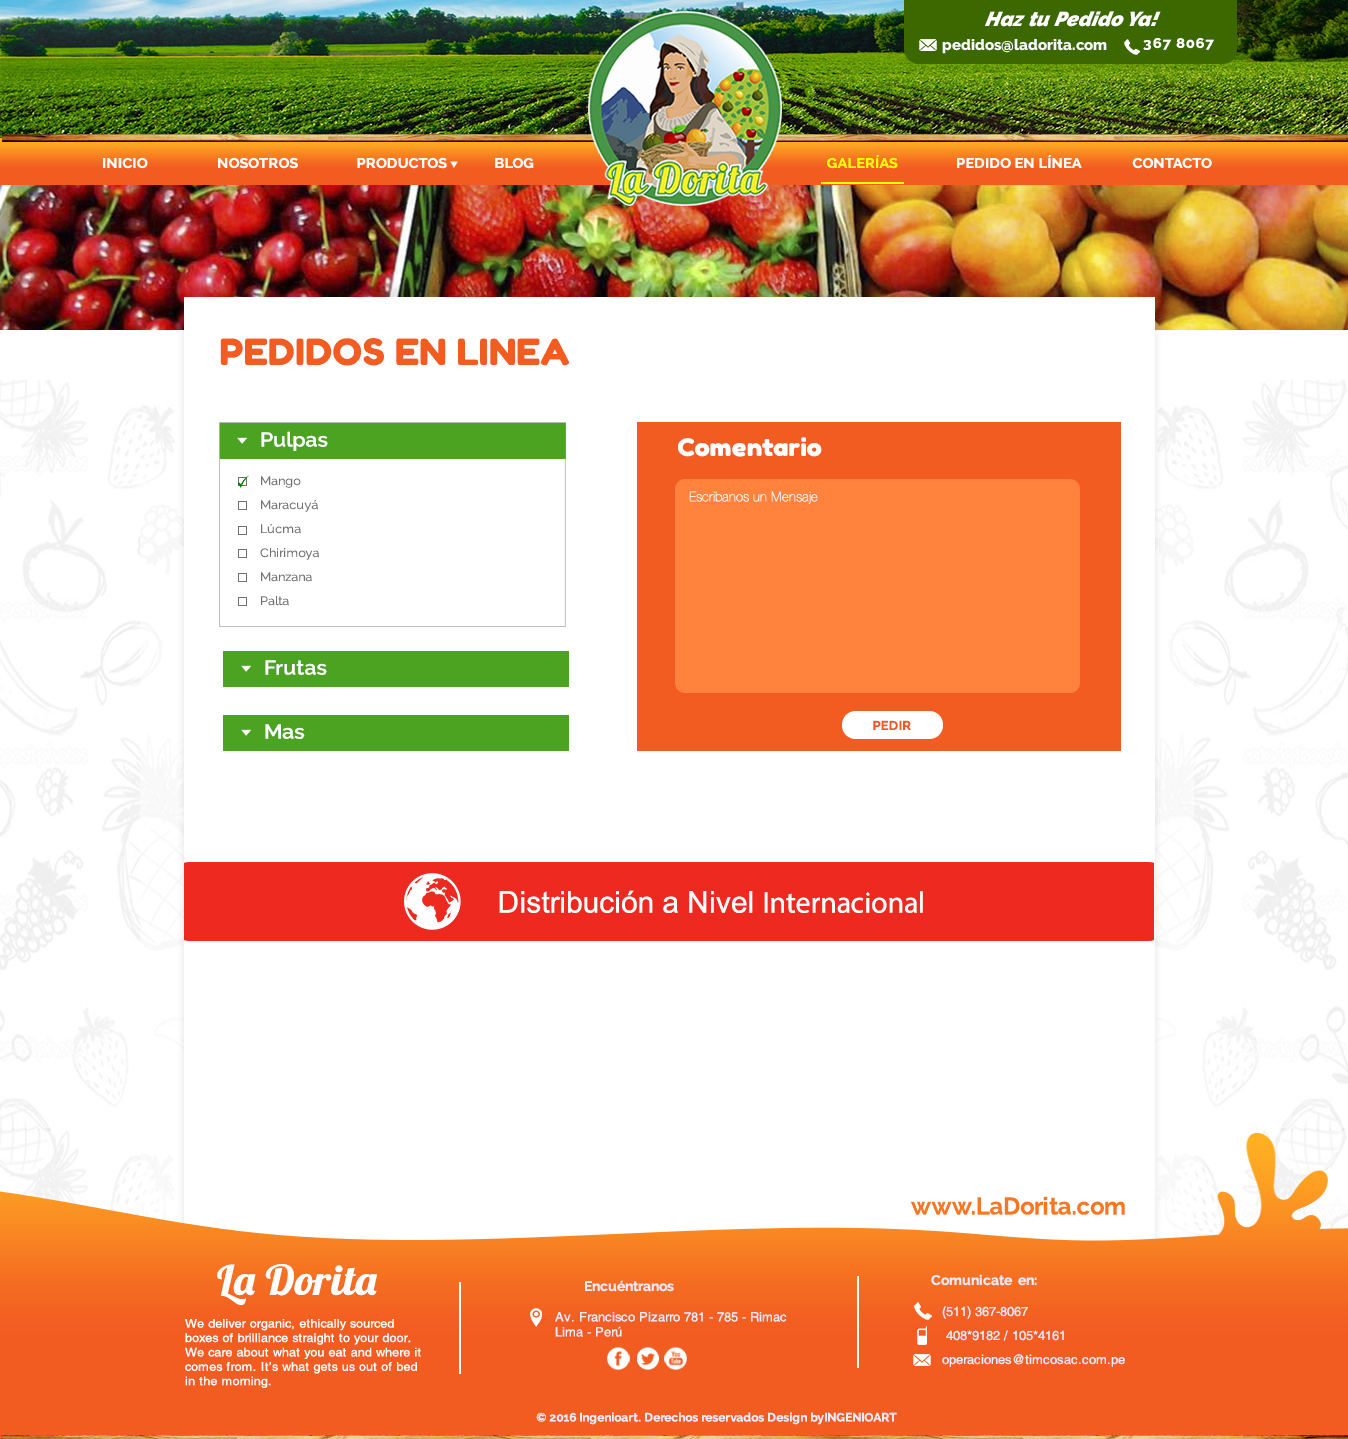 Haz tu Pedido Ya!
pedidos@ladorita.com 367 8067
INICIO NOSOTROS PRODUCTOS BLOG GALERÍAS PEDIDO EN LÍNEA CONTACTO
La Dorita
PEDIDOS EN LINEA
Pulpas
Mango
Maracuyá
Lúcma
Chirimoya
Manzana
Palta
Frutas
Mas
Comentario
Escribanos un Mensaje
PEDIR
Distribución a Nivel Internacional
www.LaDorita.com
La Dorita
We deliver organic, ethically sourced
boxes of brilliance straight to your door.
We care about what you eat and where it
comes from. It's what gets us out of bed
in the morning.
Encuéntranos
Av. Francisco Pizarro 781 - 785 - Rimac
Lima - Perú
You
Tube
Comunicate en:
(511) 367-8067
408*9182 / 105*4161
operaciones@timcosac.com.pe
© 2016 Ingenioart. Derechos reservados Design byINGENIOART